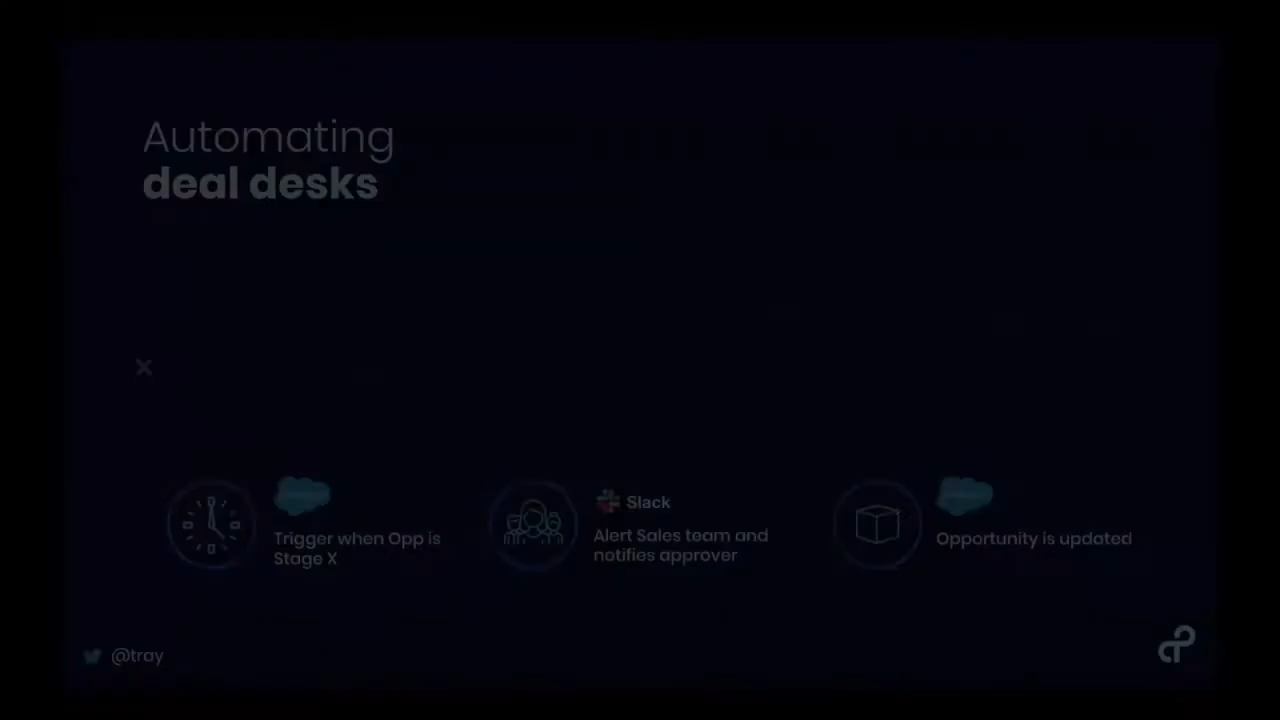 Automating
deal desks
Trigger when Opp is
Stage X
Slack
Alert Sales team and
notifies approver
Opportunity is updated
@tray